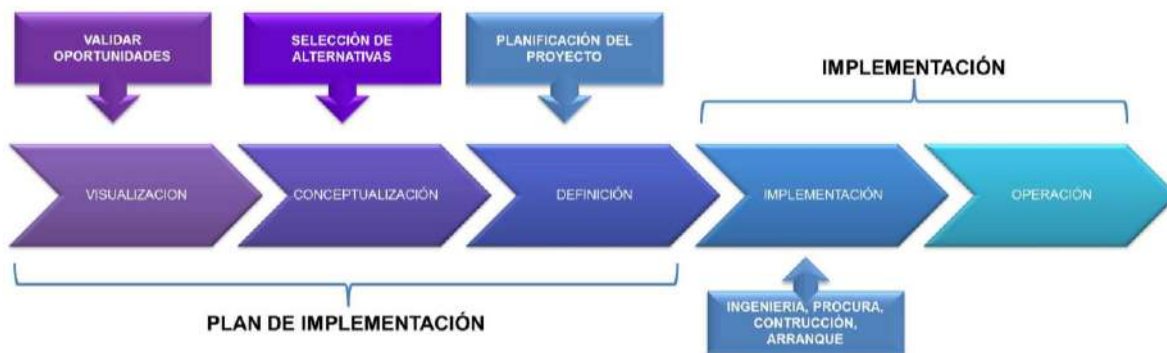 VALIDAR
OPORTUNIDADES
SELECCIÒN DE
ALTERNATIVAS
PLANIFICACIÓN DEL
PROYECTO
IMPLEMENTACIÓN
VISUALIZACION
CONCEPTUALIZACIÓN
DEFINICIÓN
IMPLEMENTACIÓN
OPERACIÓN
PLAN DE IMPLEMENTACIÓN
INGENIERIA, PROCURA,
CONTRUCCIÓN,
ARRANQUE